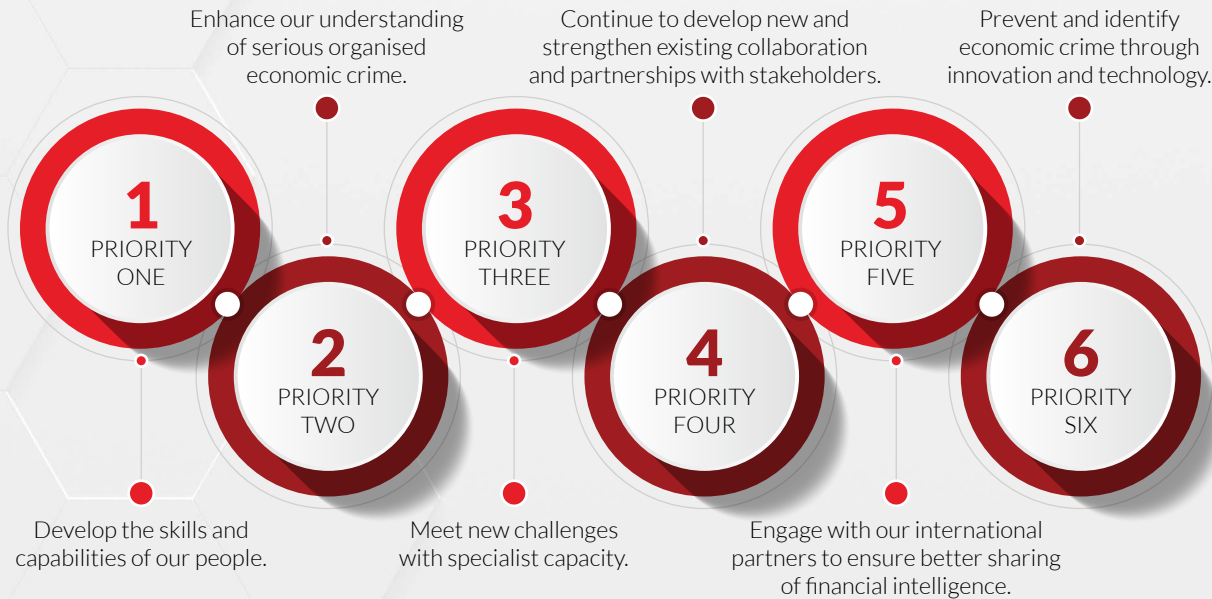 Enhance our understanding
of serious organised
economic crime.
Continue to develop new and
strengthen existing collaboration
and partnerships with stakeholders.
Prevent and identify
economic crime through
innovation and technology.
1
PRIORITY
ONE
2
PRIORITY
TWO
3
PRIORITY
THREE
4
PRIORITY
FOUR
5
PRIORITY
FIVE
6
PRIORITY
SIX
Develop the skills and
capabilities of our people.
Meet new challenges
with specialist capacity.
Engage with our international
partners to ensure better sharing
of financial intelligence.